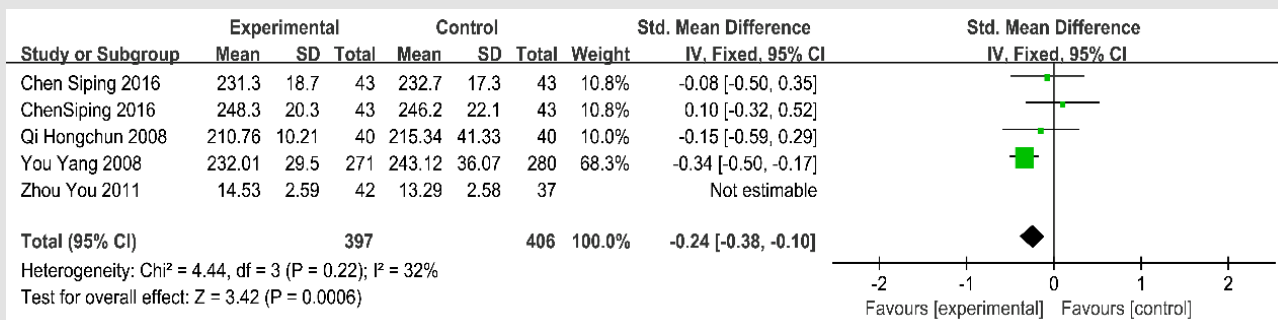 Experimental Control Std. Mean Difference Std. Mean Difference
Study or Subgroup Mean SD Total Mean SD Total Weight IV, Fixed, 95% CI IV, Fixed, 95% CI
Chen Siping 2016 231.3 18.7 43 232.7 17.3 43 10.8% -0.08 [-0.50, 0.35]
ChenSiping 2016 248.3 20.3 43 246.2 22.1 43 10.8% 0.10 [-0.32, 0.52]
Qi Hongchun 2008 210.76 10.21 40 215.34 41.33 40 10.0% -0.15 [-0.59, 0.29]
You Yang 2008 232.01 29.5 271 243.12 36.07 280 68.3% -0.34 [-0.50, -0.17]
Zhou You 2011 14.53 2.59 42 13.29 2.58 37 Not estimable
Total (95% CI) 397 406 100.0% -0.24 [-0.38, -0.10]
Heterogeneity: Chi² = 4.44, df = 3 (P = 0.22); I² = 32%
Test for overall effect: Z = 3.42 (P = 0.0006)
-2 -1 0 1 2
Favours [experimental] Favours [control]